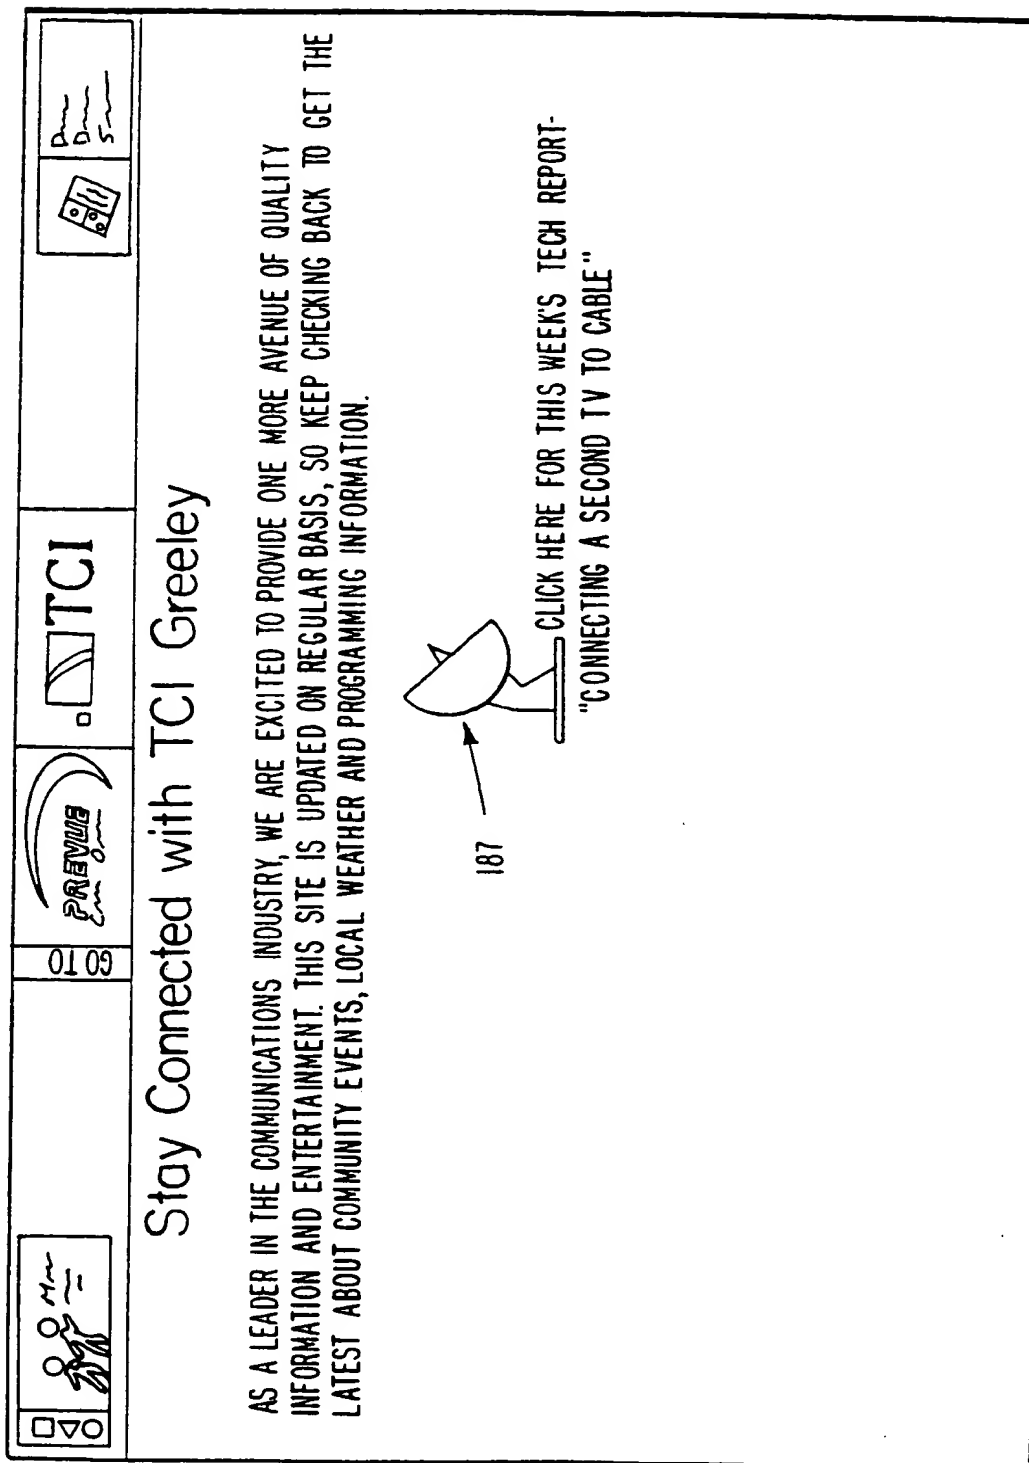 GO TO
PREVUE
TCI
Stay Connected with TCI Greeley
AS A LEADER IN THE COMMUNICATIONS INDUSTRY, WE ARE EXCITED TO PROVIDE ONE MORE AVENUE OF QUALITY
INFORMATION AND ENTERTAINMENT. THIS SITE IS UPDATED ON REGULAR BASIS, SO KEEP CHECKING BACK TO GET THE
LATEST ABOUT COMMUNITY EVENTS, LOCAL WEATHER AND PROGRAMMING INFORMATION.
187
CLICK HERE FOR THIS WEEK'S TECH REPORT-
"CONNECTING A SECOND TV TO CABLE"